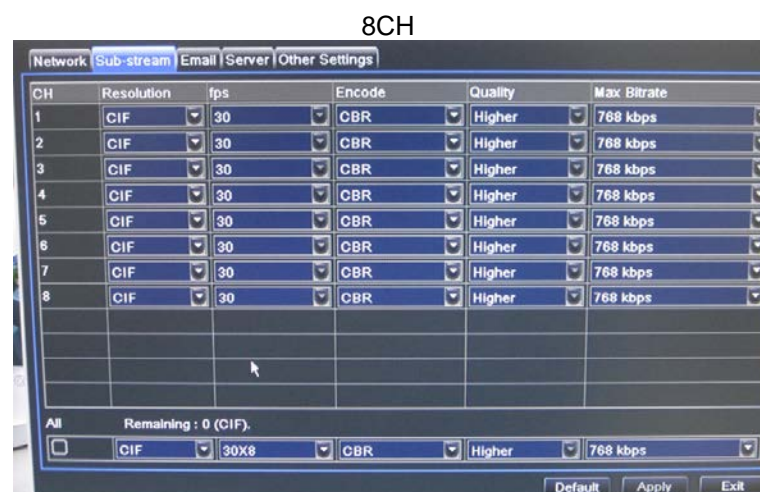 8CH
Network Sub-stream Email Server Other Settings
CH Resolution fps Encode Quality Max Bitrate
1 CIF 30 CBR Higher 768 kbps
2 CIF 30 CBR Higher 768 kbps
3 CIF 30 CBR Higher 768 kbps
4 CIF 30 CBR Higher 768 kbps
5 CIF 30 CBR Higher 768 kbps
6 CIF 30 CBR Higher 768 kbps
7 CIF 30 CBR Higher 768 kbps
8 CIF 30 CBR Higher 768 kbps
All Remaining : 0 (CIF).
CIF 30X8 CBR Higher 768 kbps
Default Apply Exit